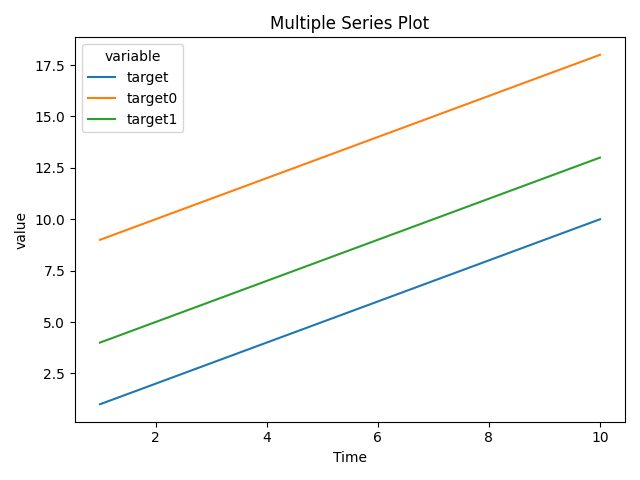 Multiple Series Plot
variable
target
target0
target1
value
17.5
15.0
12.5
10.0
7.5
5.0
2.5
2 4 6 8 10
Time